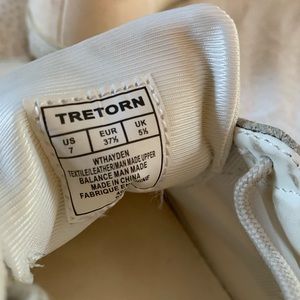 TRETORN
US EUR UK
7 37½ 5½
WTHAYDEN
TEXTILE/LEATHER/MAN MADE UPPER
BALANCE MAN MADE
MADE IN CHINA
FABRIQUE E